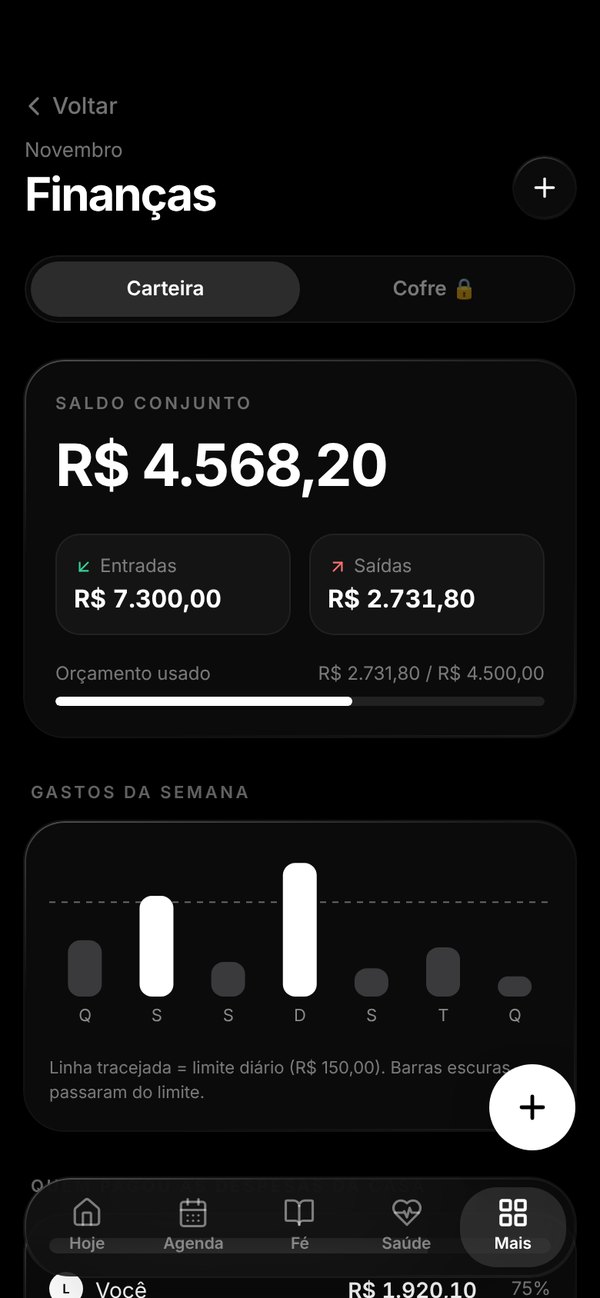 Voltar
Novembro
Finanças
Carteira
Cofre 🔒
SALDO CONJUNTO
R$ 4.568,20
Entradas
R$ 7.300,00
Saídas
R$ 2.731,80
Orçamento usado
R$ 2.731,80 / R$ 4.500,00
GASTOS DA SEMANA
Q S S D S T Q
Linha tracejada = limite diário (R$ 150,00). Barras escuras
passaram do limite.
Hoje
Agenda
Fé
Saúde
Mais
L
Você
R$ 1.920,10
75%